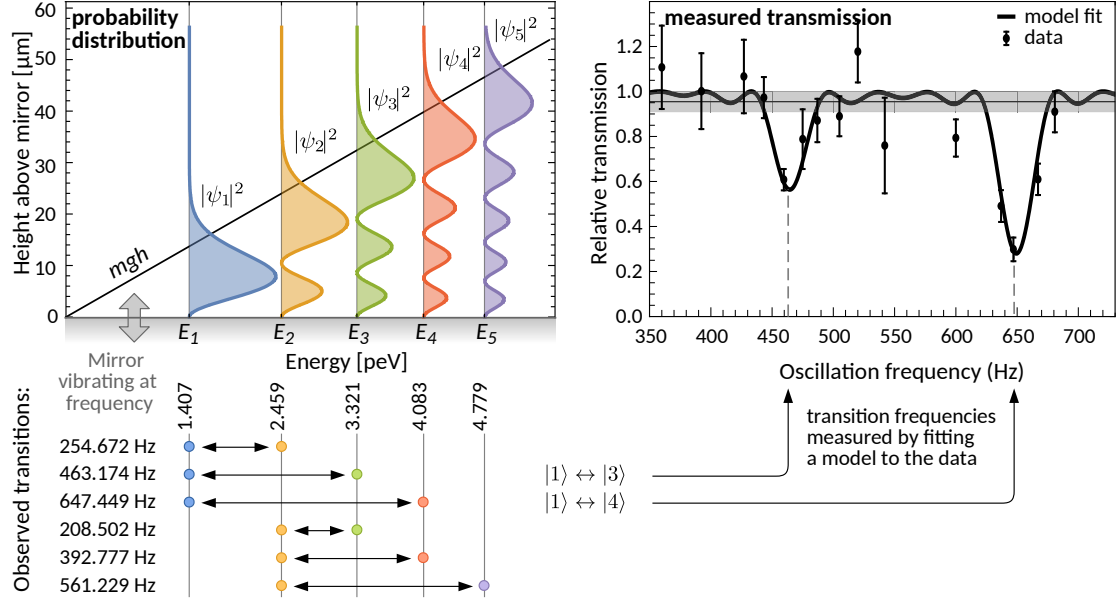 probability
distribution
|ψ₁|²
|ψ₂|²
|ψ₃|²
|ψ₄|²
|ψ₅|²
mgh
Height above mirror [µm]
60
50
40
30
20
10
0
E₁
E₂
E₃
E₄
E₅
Energy [peV]
Mirror
vibrating at
frequency
1.407
2.459
3.321
4.083
4.779
Observed transitions:
254.672 Hz
463.174 Hz
647.449 Hz
208.502 Hz
392.777 Hz
561.229 Hz
measured transmission
model fit
data
Relative transmission
1.2
1.0
0.8
0.6
0.4
0.2
0.0
350
400
450
500
550
600
650
700
Oscillation frequency (Hz)
transition frequencies
measured by fitting
a model to the data
|1⟩ ↔ |3⟩
|1⟩ ↔ |4⟩